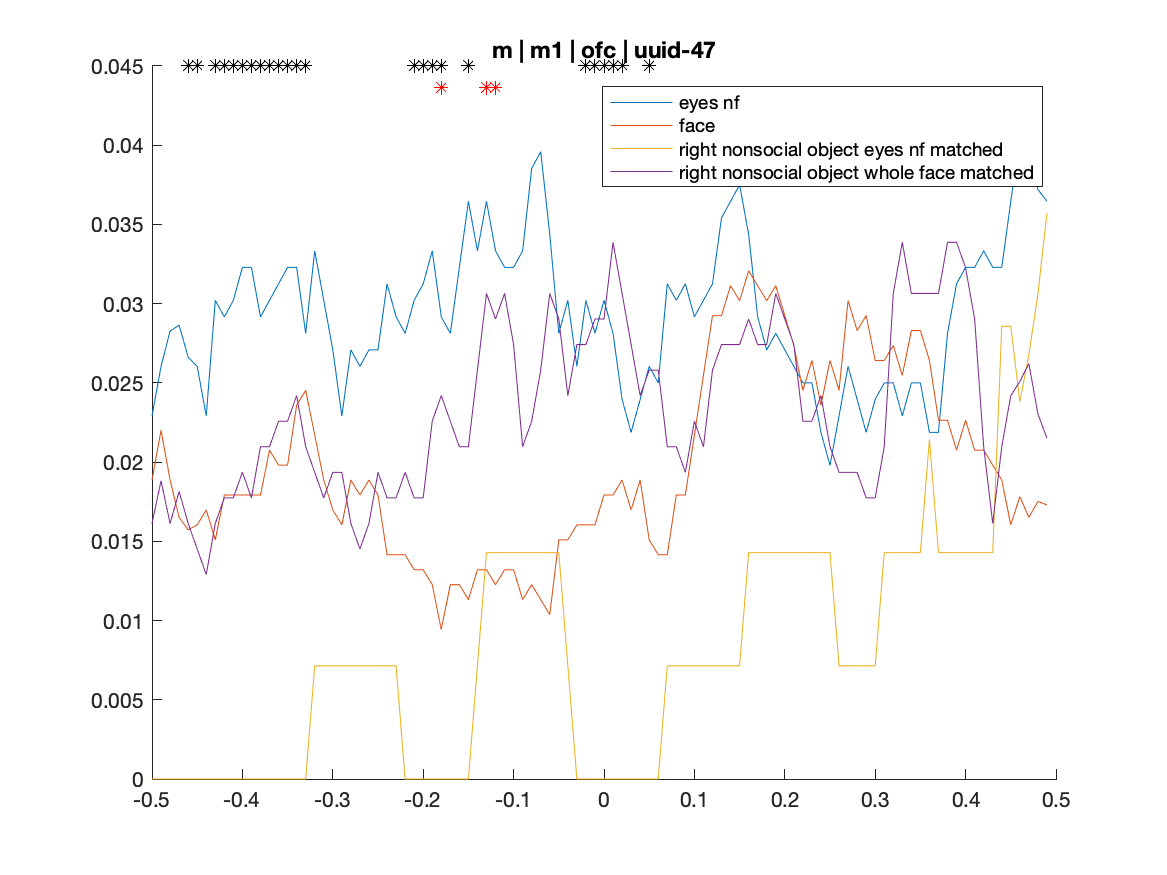 m | m1 | ofc | uuid-47
eyes nf
face
right nonsocial object eyes nf matched
right nonsocial object whole face matched
0.045
0.04
0.035
0.03
0.025
0.02
0.015
0.01
0.005
0
-0.5 -0.4 -0.3 -0.2 -0.1 0 0.1 0.2 0.3 0.4 0.5